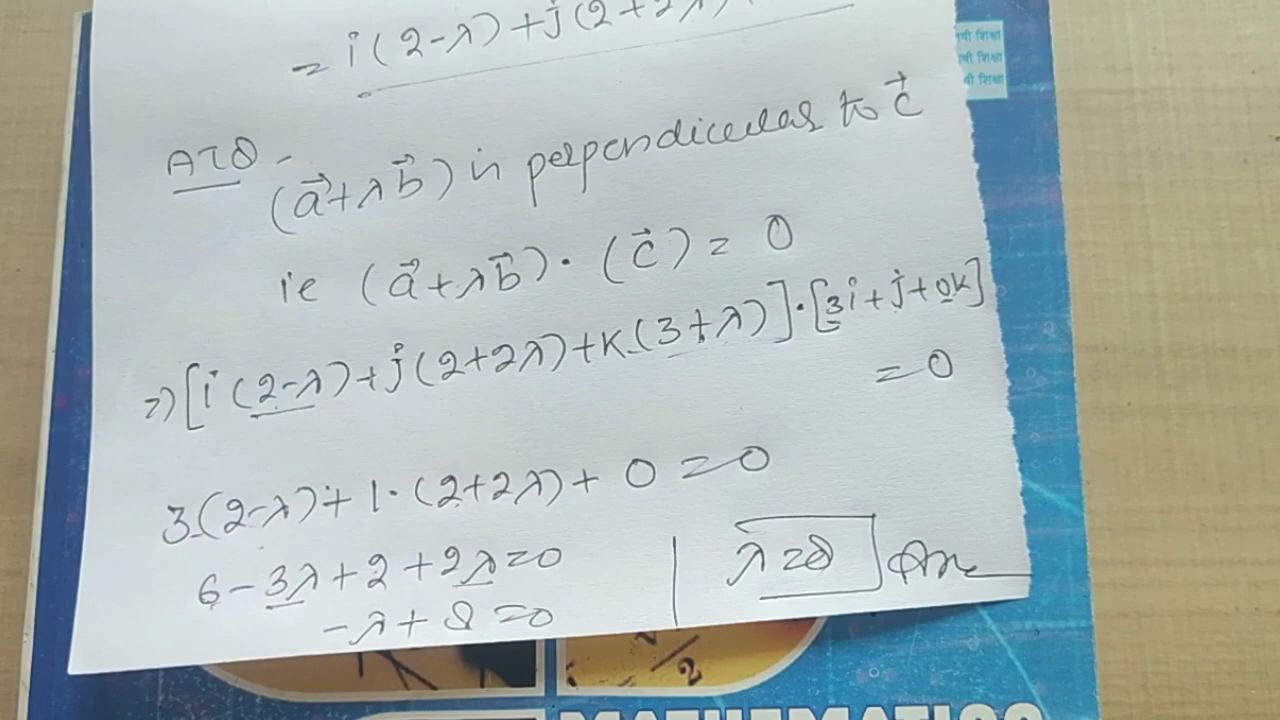 = i(2-λ)+j(2+2λ)
ATQ -
(a⃗+λb⃗) is perpendicular to c⃗
ie (a⃗+λb⃗)·(c⃗) = 0
=) [i(2-λ)+j(2+2λ)+k(3+λ)]·[3i+j+0k]
=0
3(2-λ)+1·(2+2λ)+0=0
6-3λ+2+2λ=0
-λ+8=0
λ=8 Ans
शिक्षा
शिक्षा
शिक्षा
√
2
MATHEMATICS